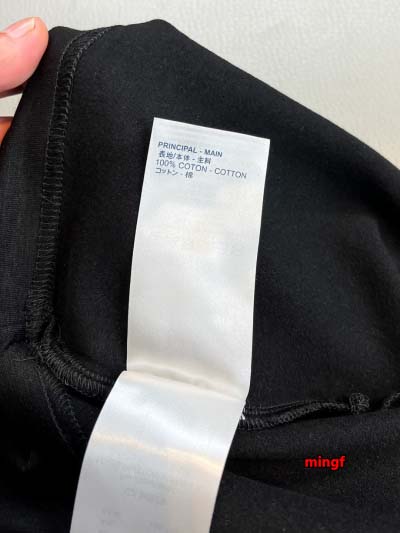 PRINCIPAL - MAIN
表地/本体 - 主料
100% COTON - COTTON
コットン - 棉
mingf